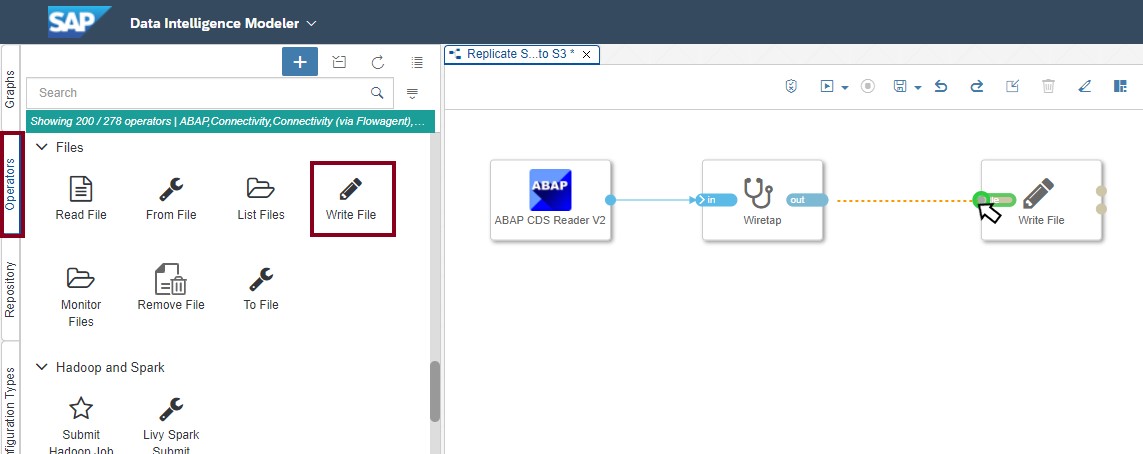 SAP
Data Intelligence Modeler
Replicate S...to S3 *
Graphs
Operators
Repository
Search
Showing 200 / 278 operators | ABAP,Connectivity,Connectivity (via Flowagent),...
Files
Read File
From File
List Files
Write File
Monitor
Files
Remove File
To File
Hadoop and Spark
Submit
Hadoop Job
Livy Spark
Submit
figuration Types
ABAP
ABAP CDS Reader V2
in
out
Wiretap
Write File